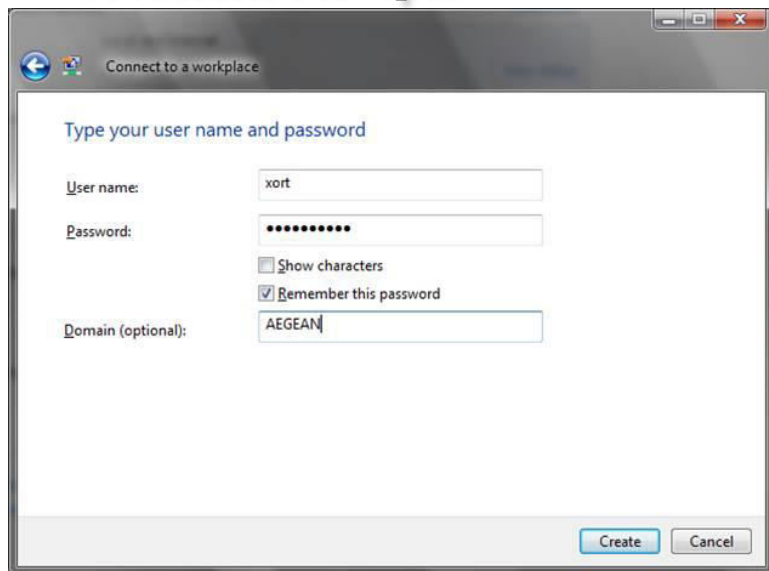 Connect to a workplace
Type your user name and password
User name: xort
Password: ••••••••••
Show characters
Remember this password
Domain (optional): AEGEAN
Create Cancel